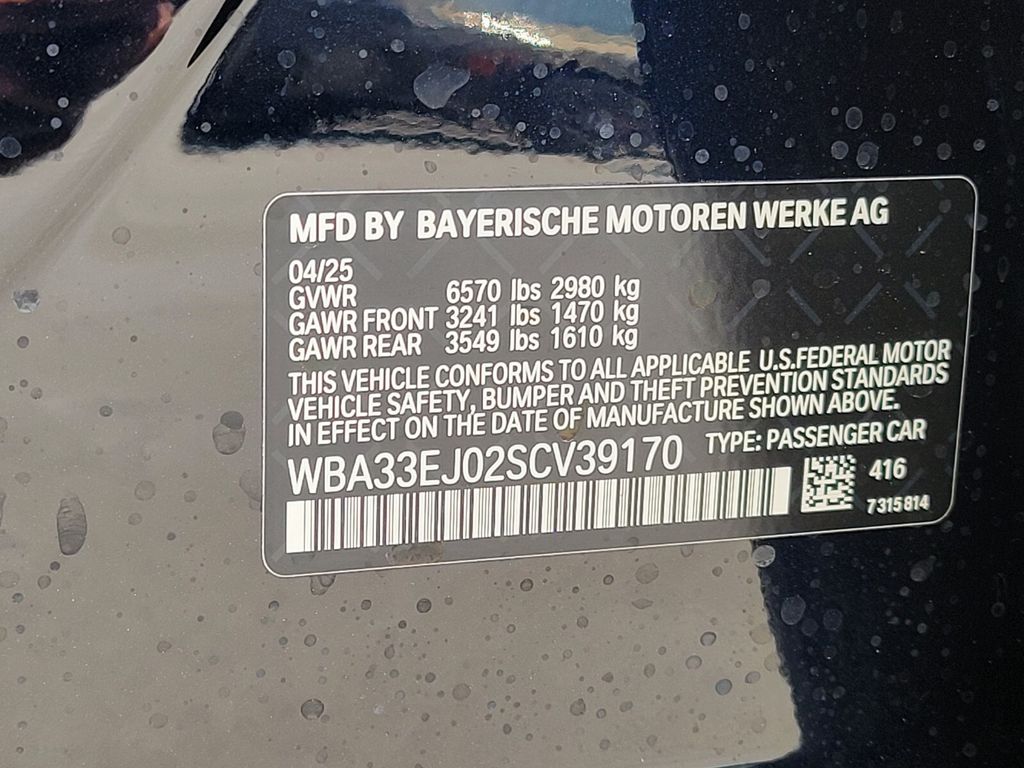 MFD BY BAYERISCHE MOTOREN WERKE AG
04/25
GVWR 6570 lbs 2980 kg
GAWR FRONT 3241 lbs 1470 kg
GAWR REAR 3549 lbs 1610 kg
THIS VEHICLE CONFORMS TO ALL APPLICABLE U.S.FEDERAL MOTOR
VEHICLE SAFETY, BUMPER AND THEFT PREVENTION STANDARDS
IN EFFECT ON THE DATE OF MANUFACTURE SHOWN ABOVE.
WBA33EJ02SCV39170 TYPE: PASSENGER CAR
416
7315814